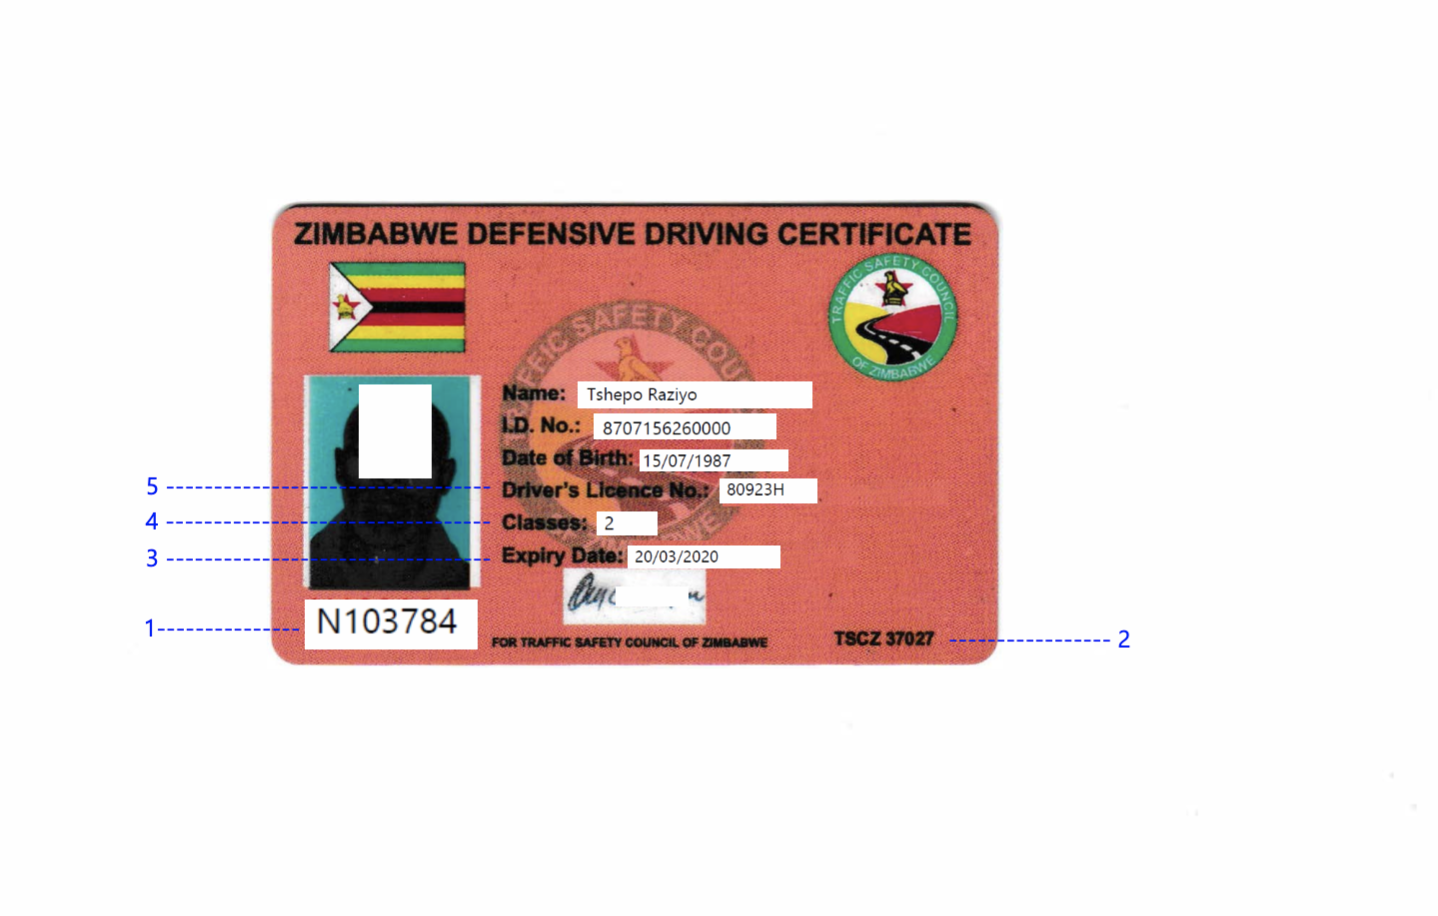 ZIMBABWE DEFENSIVE DRIVING CERTIFICATE
TRAFFIC SAFETY COUNCIL
OF ZIMBABWE
TRAFFIC SAFETY COU
Name: Tshepo Raziyo
I.D. No.: 8707156260000
Date of Birth: 15/07/1987
5 Driver's Licence No.: 80923H
4 Classes: 2
3 Expiry Date: 20/03/2020
1 N103784
FOR TRAFFIC SAFETY COUNCIL OF ZIMBABWE
TSCZ 37027 2